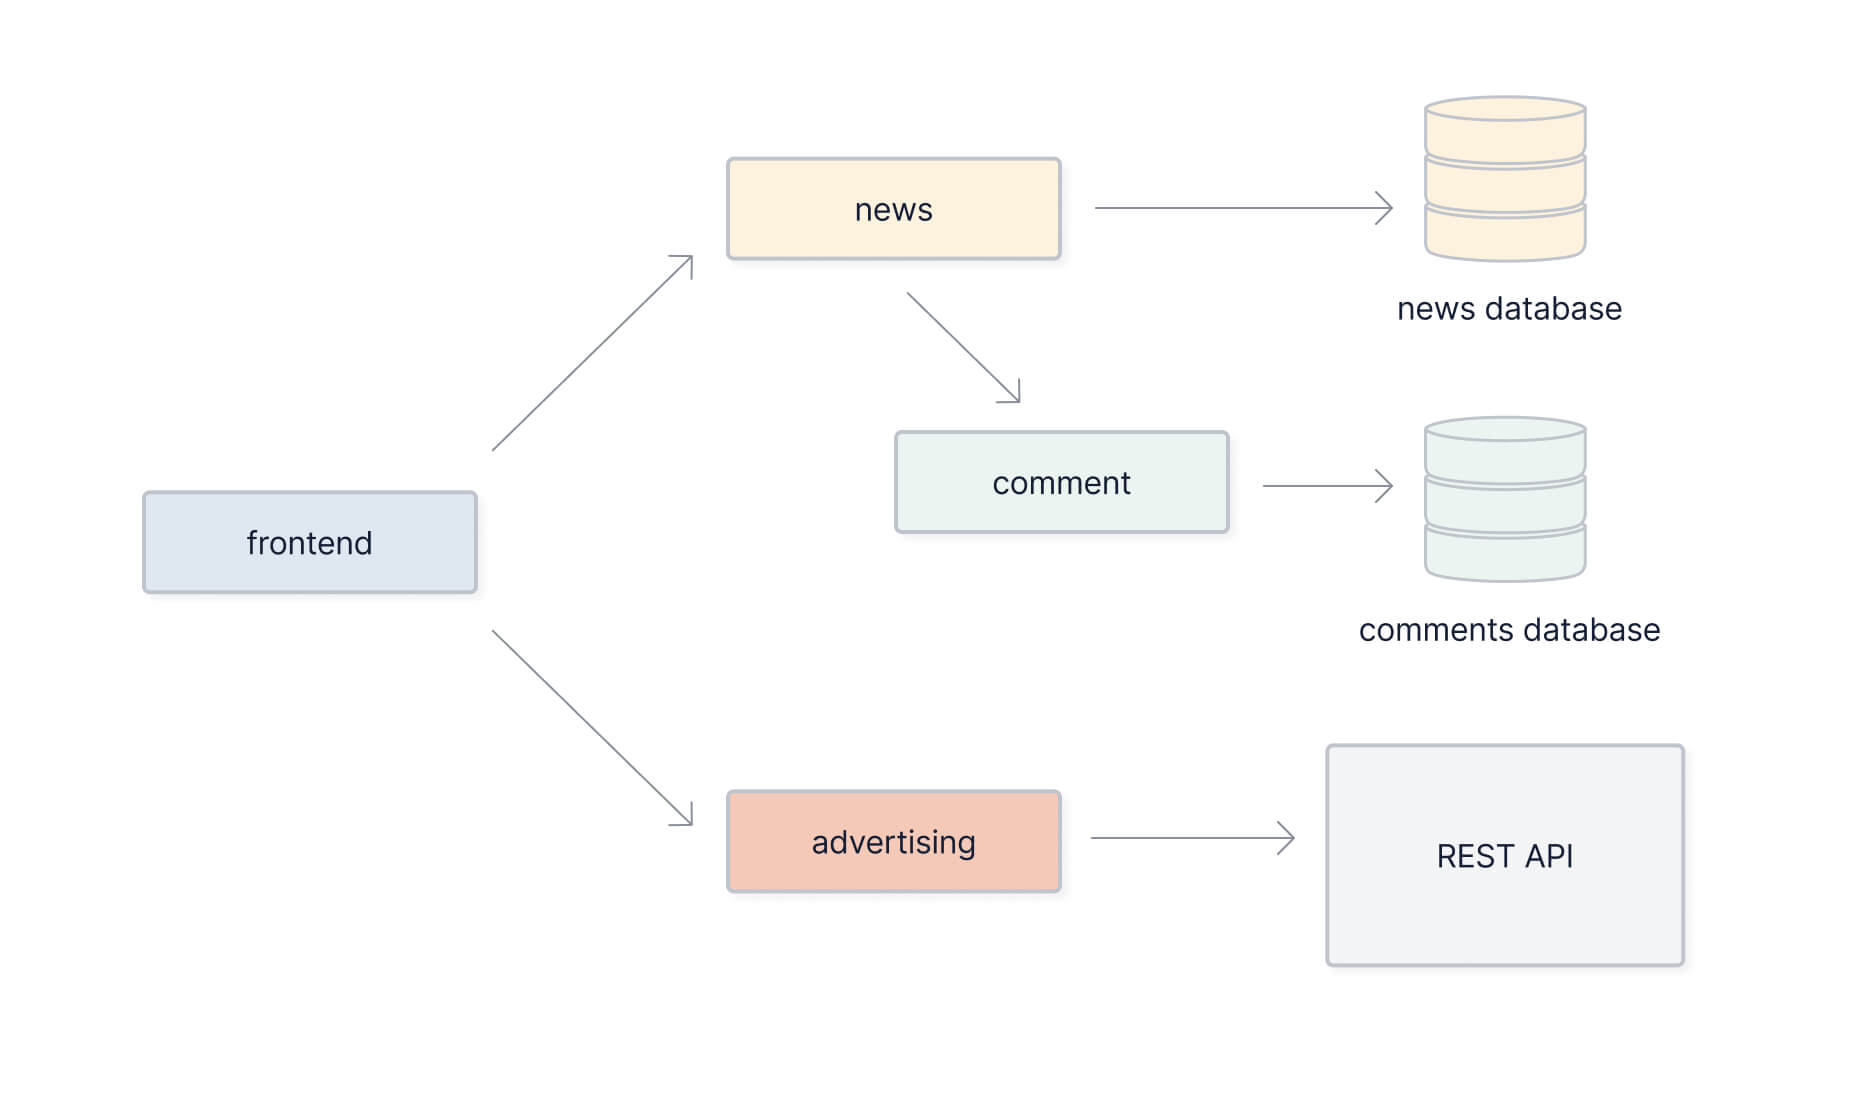 news
news database
comment
comments database
frontend
advertising
REST API